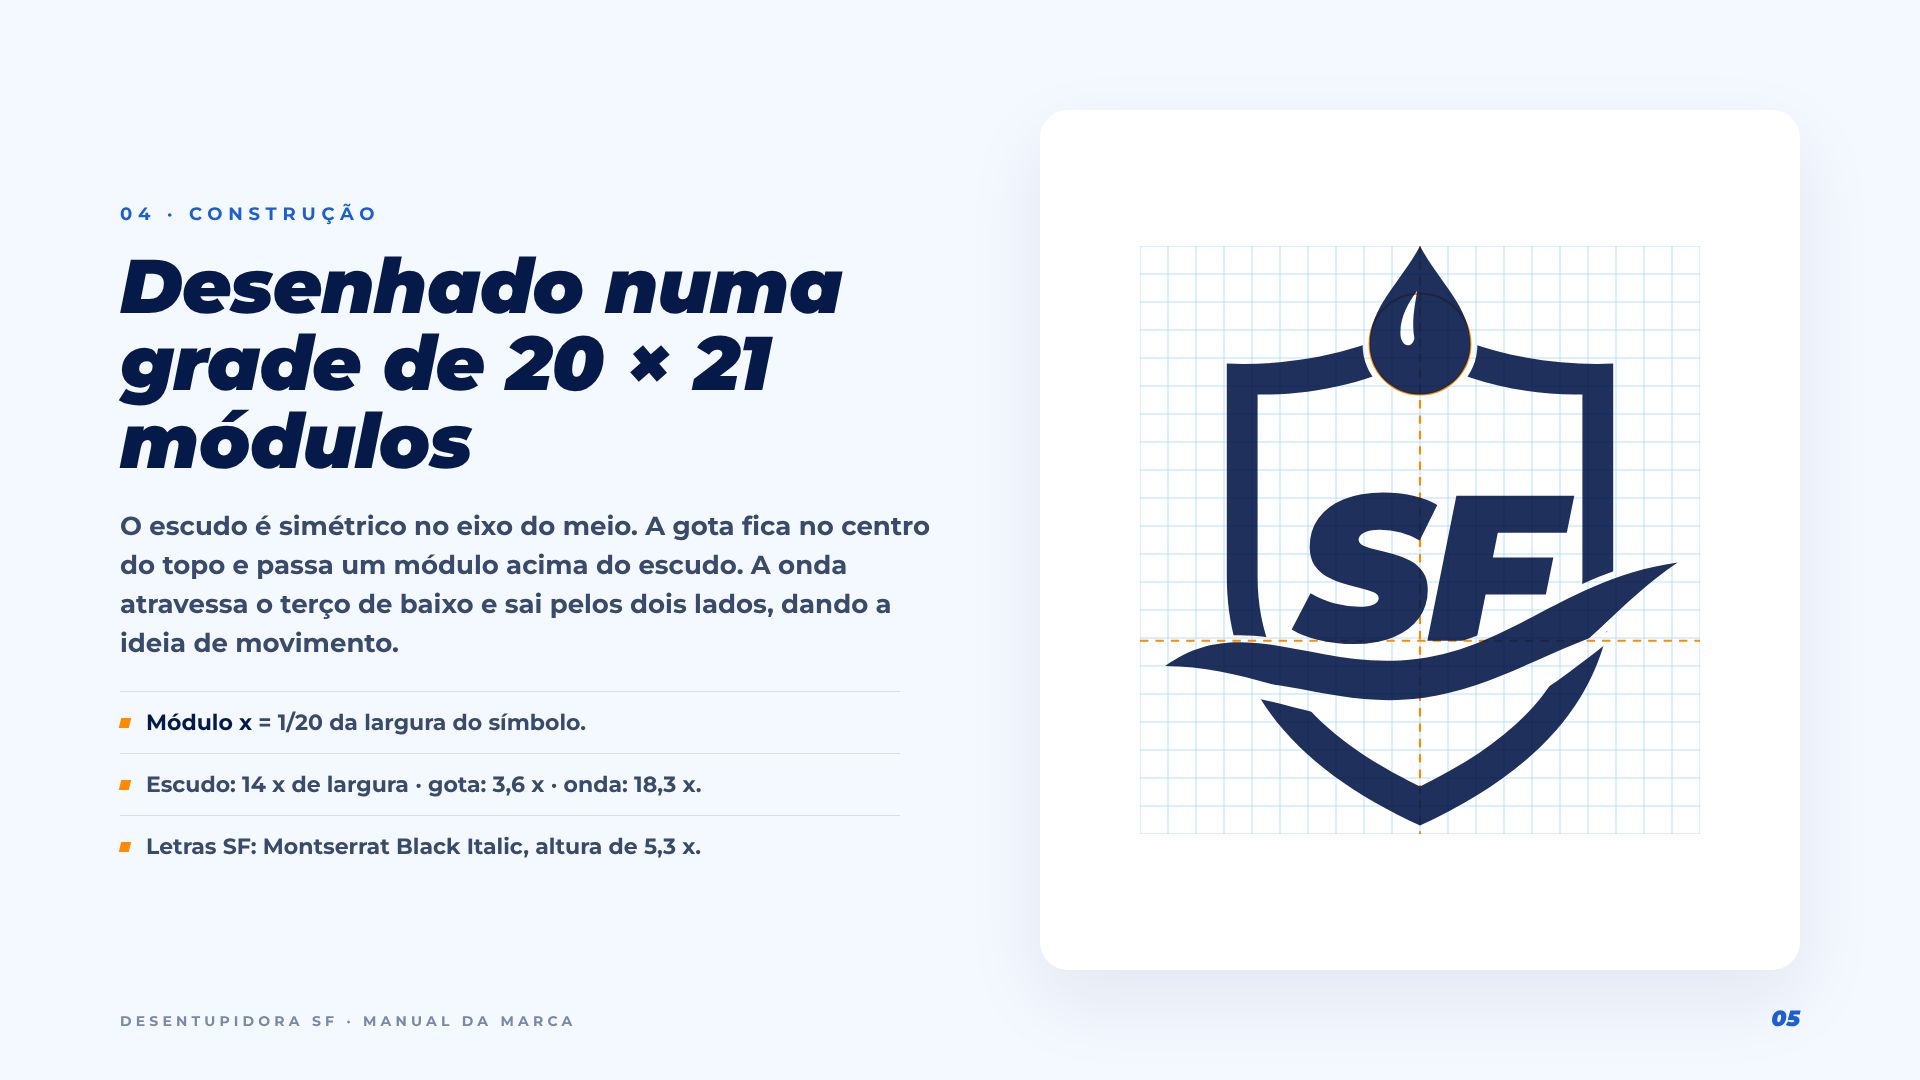 04 · CONSTRUÇÃO
Desenhado numa
grade de 20 × 21
módulos
O escudo é simétrico no eixo do meio. A gota fica no centro
do topo e passa um módulo acima do escudo. A onda
atravessa o terço de baixo e sai pelos dois lados, dando a
ideia de movimento.
Módulo x = 1/20 da largura do símbolo.
Escudo: 14 x de largura · gota: 3,6 x · onda: 18,3 x.
Letras SF: Montserrat Black Italic, altura de 5,3 x.
SF
DESENTUPIDORA SF · MANUAL DA MARCA
05